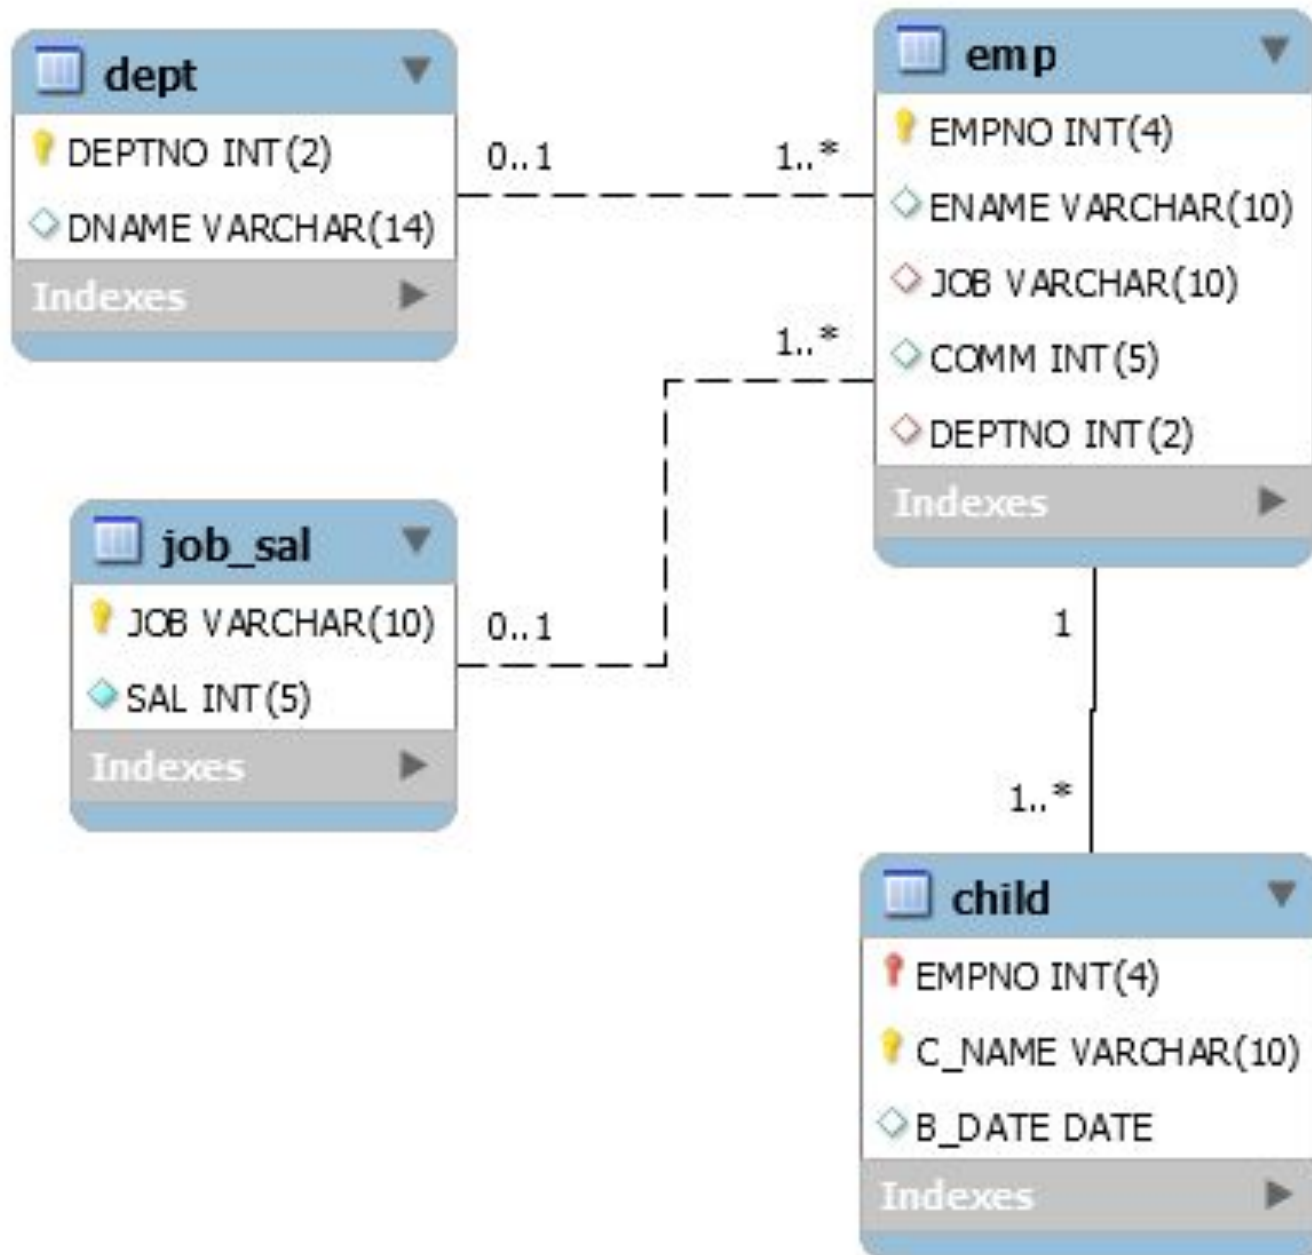 dept
DEPTNO INT(2)
DNAME VARCHAR(14)
Indexes
0..1
1..*
emp
EMPNO INT(4)
ENAME VARCHAR(10)
JOB VARCHAR(10)
COMM INT(5)
DEPTNO INT(2)
Indexes
1..*
job_sal
JOB VARCHAR(10)
SAL INT(5)
Indexes
0..1
1
1..*
child
EMPNO INT(4)
C_NAME VARCHAR(10)
B_DATE DATE
Indexes